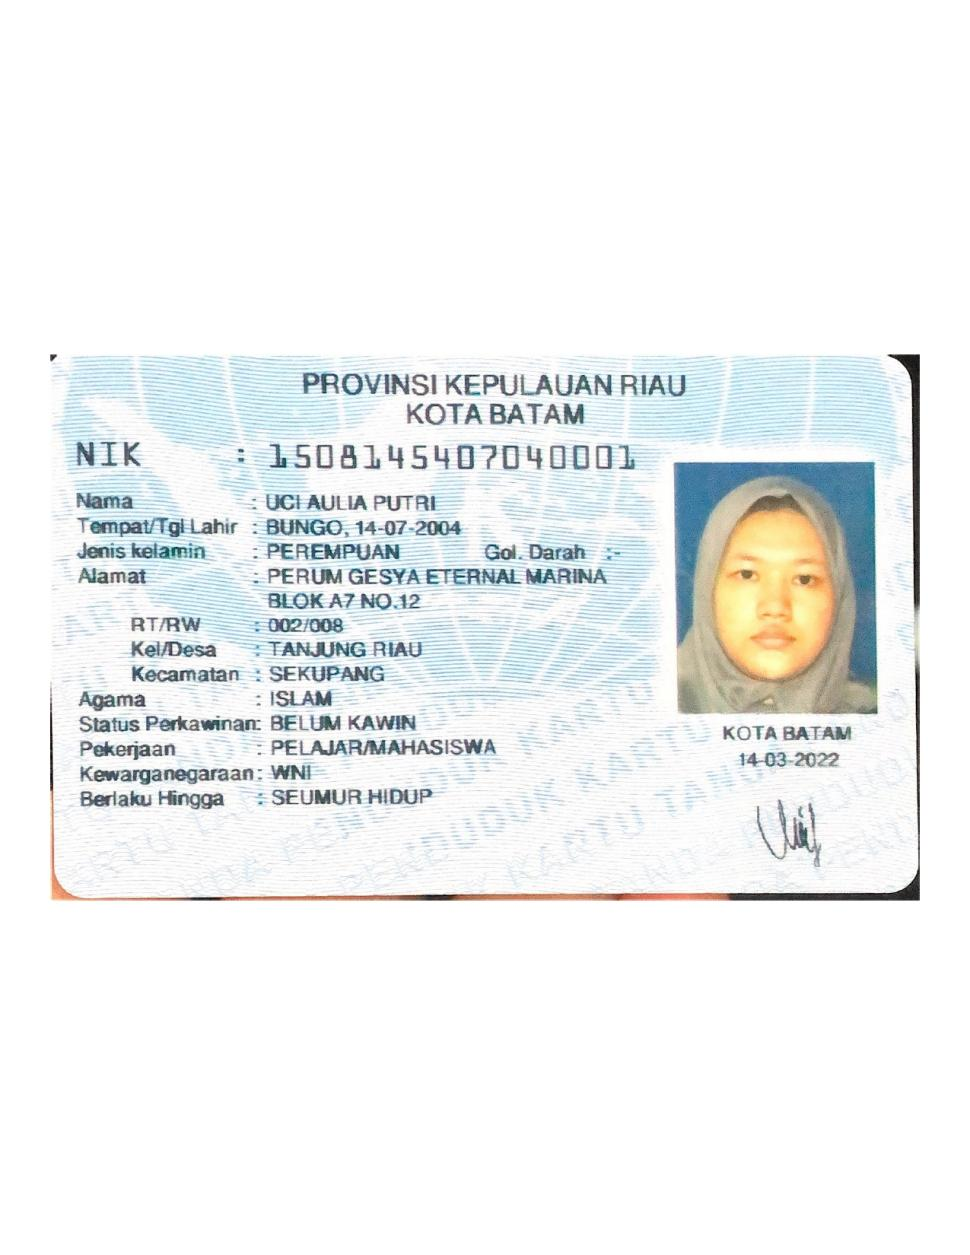 PROVINSI KEPULAUAN RIAU
KOTA BATAM
NIK : 1508145407040001
Nama : UCI AULIA PUTRI
Tempat/Tgl Lahir : BUNGO, 14-07-2004
Jenis kelamin : PEREMPUAN Gol. Darah :-
Alamat : PERUM GESYA ETERNAL MARINA
BLOK A7 NO.12
RT/RW : 002/008
Kel/Desa : TANJUNG RIAU
Kecamatan : SEKUPANG
Agama : ISLAM
Status Perkawinan: BELUM KAWIN
Pekerjaan : PELAJAR/MAHASISWA
Kewarganegaraan: WNI
Berlaku Hingga : SEUMUR HIDUP
KOTA BATAM
14-03-2022